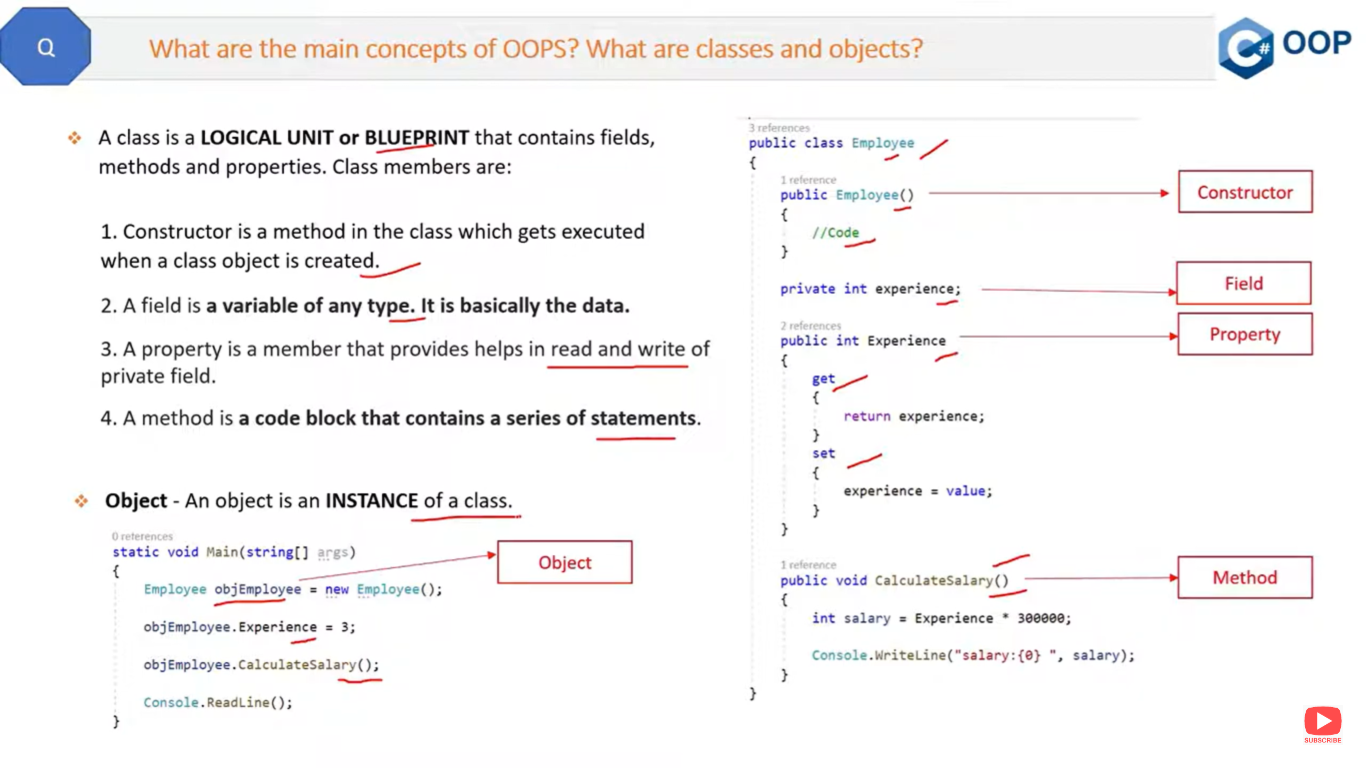 Q
What are the main concepts of OOPS? What are classes and objects?
C# OOP
A class is a LOGICAL UNIT or BLUEPRINT that contains fields,
methods and properties. Class members are:
1. Constructor is a method in the class which gets executed
when a class object is created.
2. A field is a variable of any type. It is basically the data.
3. A property is a member that provides helps in read and write of
private field.
4. A method is a code block that contains a series of statements.
Object - An object is an INSTANCE of a class.
0 references
static void Main(string[] args)
{
Employee objEmployee = new Employee();
objEmployee.Experience = 3;
objEmployee.CalculateSalary();
Console.ReadLine();
}
Object
3 references
public class Employee
{
1 reference
public Employee()
{
//Code
}
private int experience;
2 references
public int Experience
{
get
{
return experience;
}
set
{
experience = value;
}
}
1 reference
public void CalculateSalary()
{
int salary = Experience * 300000;
Console.WriteLine("salary:{0} ", salary);
}
}
Constructor
Field
Property
Method
SUBSCRIBE